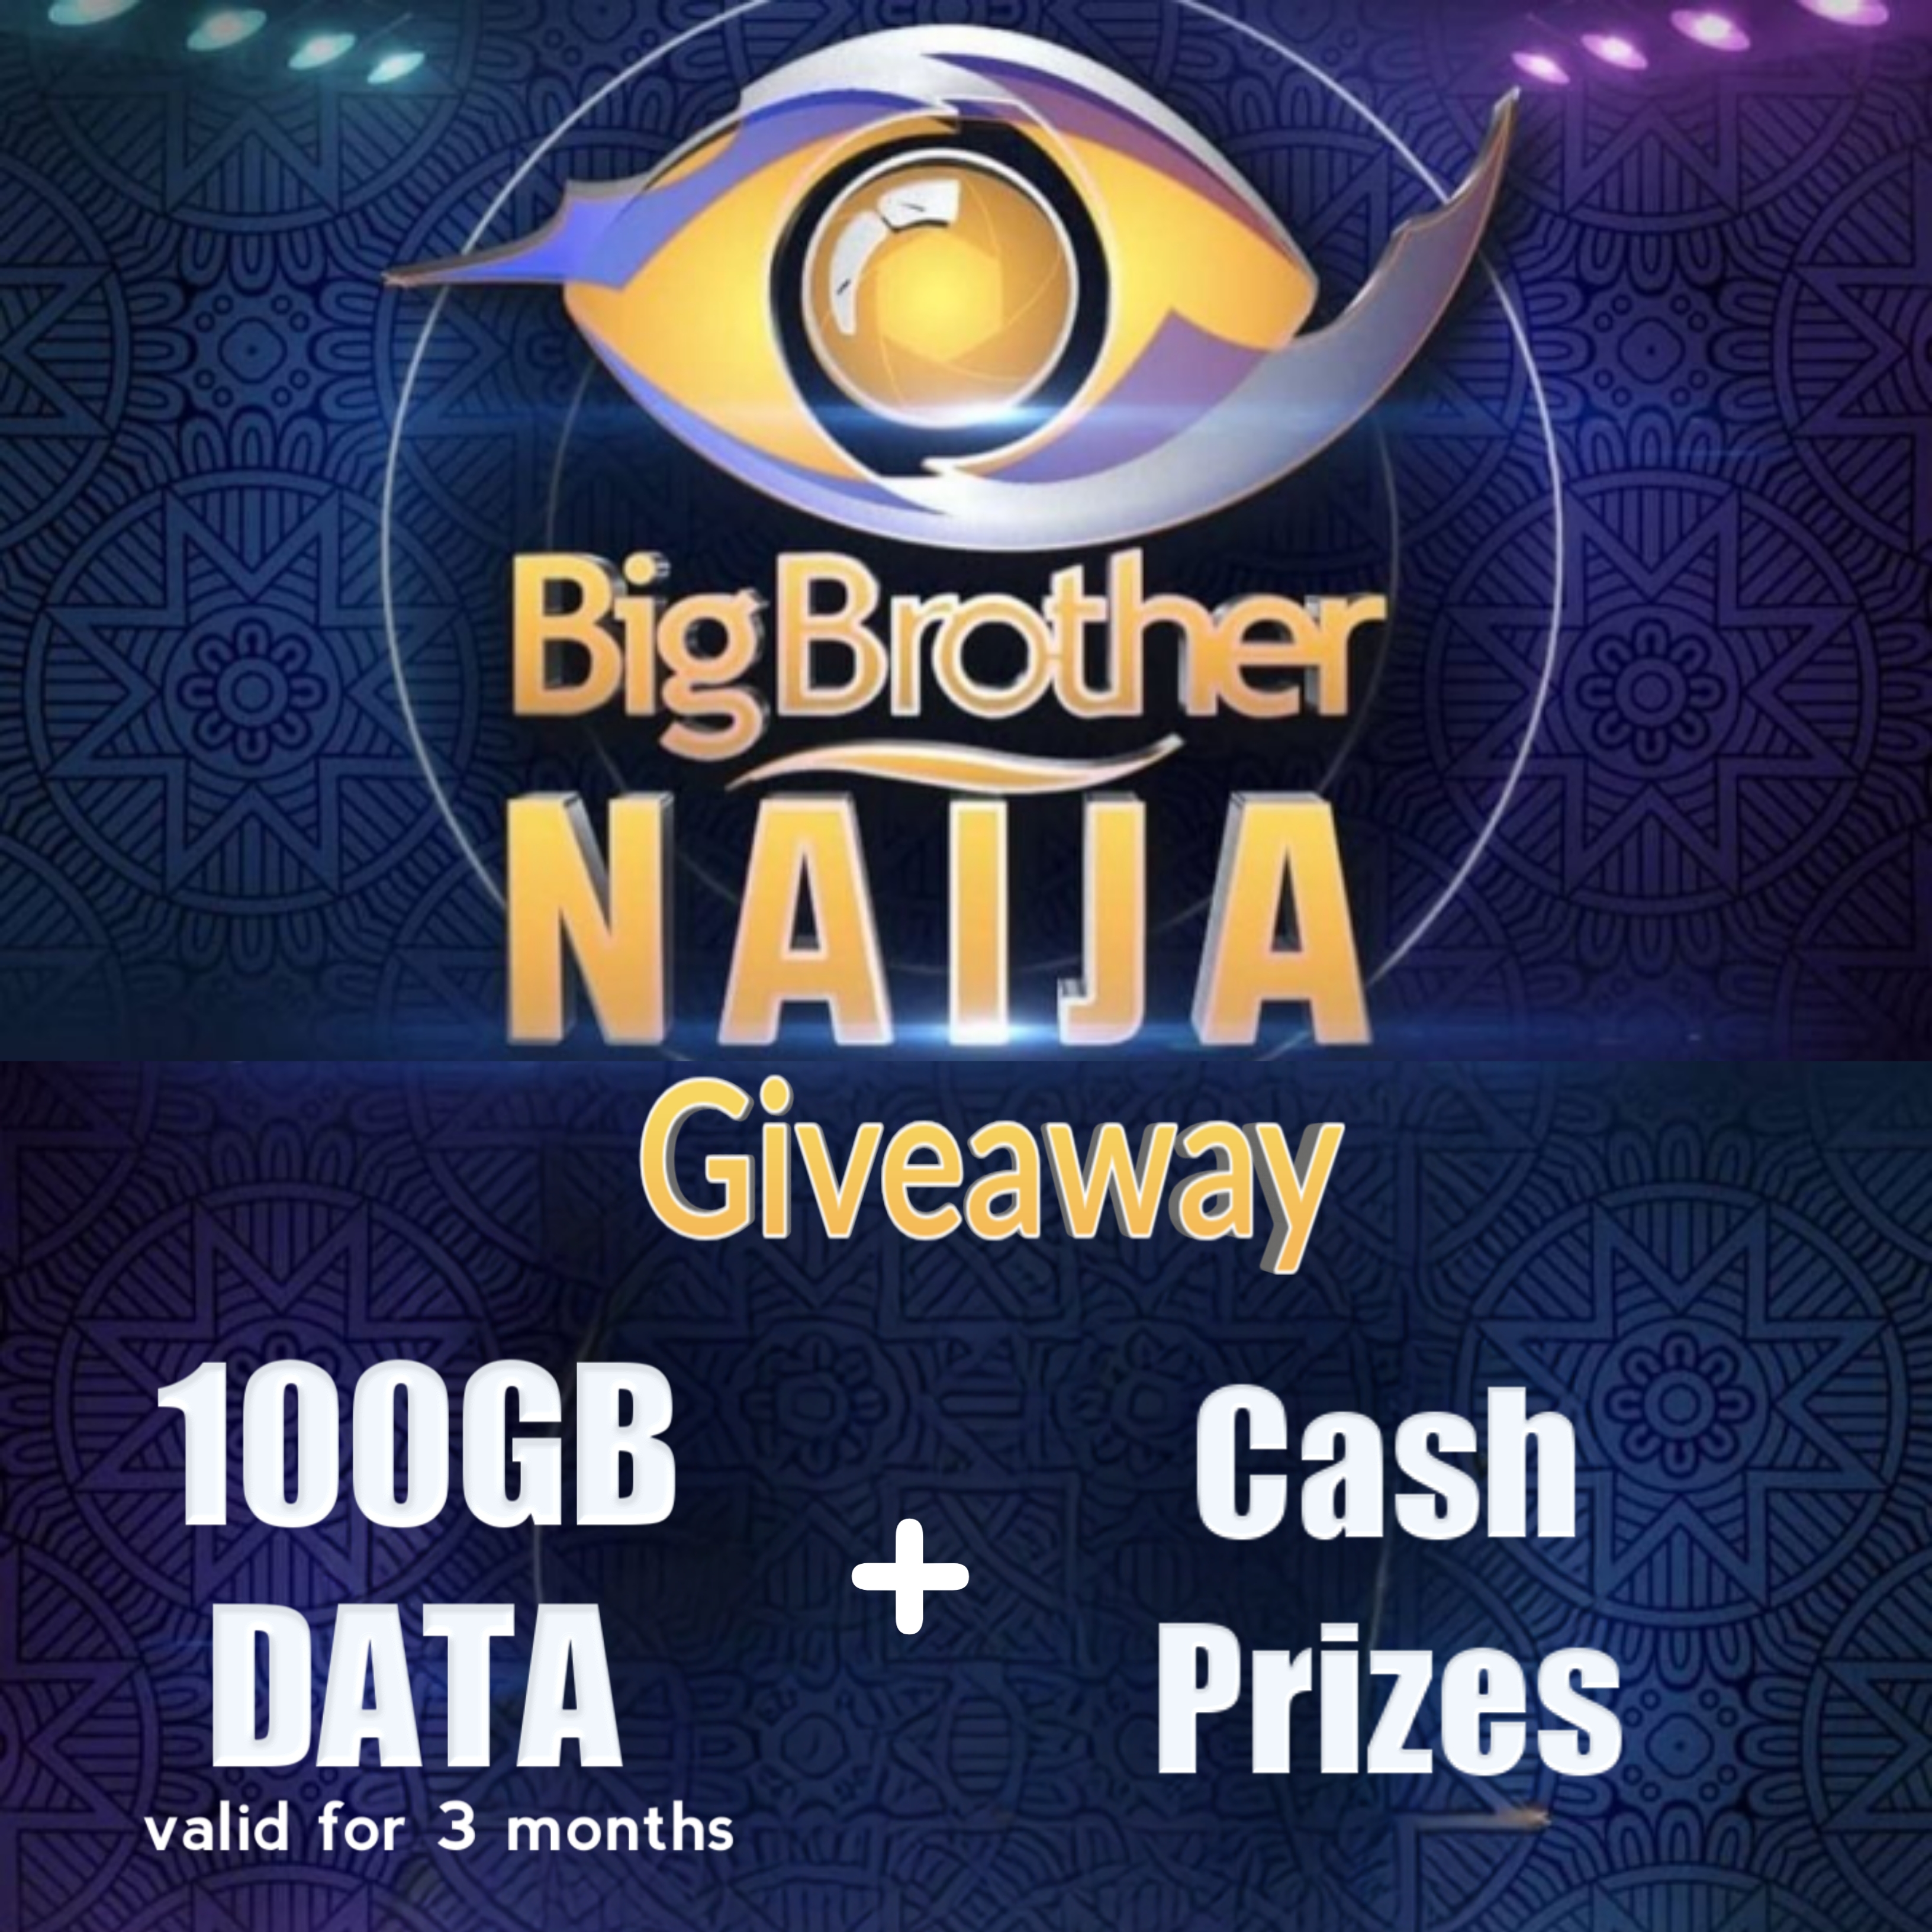 Big Brother
NAIJA
Giveaway
100GB
DATA
valid for 3 months
+
Cash
Prizes